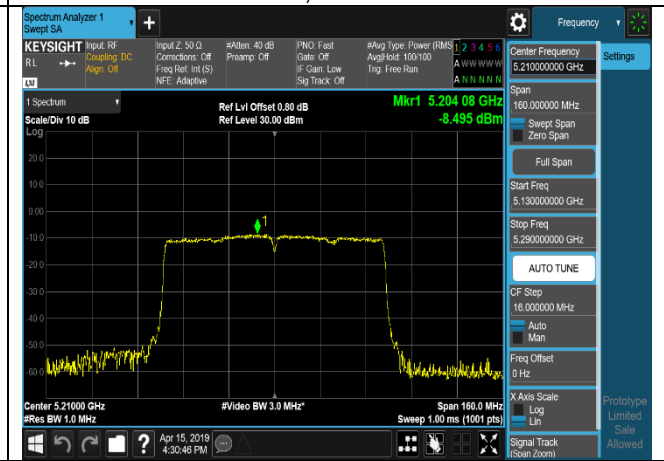 Spectrum Analyzer 1
Swept SA
+
Frequency
KEYSIGHT
RL
LXI
Input: RF
Coupling: DC
Align: Off
Input Z: 50 Ω
Corrections: Off
Freq Ref: Int (S)
NFE: Adaptive
#Atten: 40 dB
Preamp: Off
PNO: Fast
Gate: Off
IF Gain: Low
Sig Track: Off
#Avg Type: Power (RMS
Avg|Hold: 100/100
Trig: Free Run
1 2 3 4 5 6
A W W W W W
A N N N N N
Center Frequency
5.210000000 GHz
Settings
Span
160.000000 MHz
Swept Span
Zero Span
Full Span
Start Freq
5.130000000 GHz
Stop Freq
5.290000000 GHz
AUTO TUNE
CF Step
16.000000 MHz
Auto
Man
Freq Offset
0 Hz
X Axis Scale
Log
Lin
Signal Track
(Span Zoom)
Prototype
Limited
Sale
Allowed
1 Spectrum
Scale/Div 10 dB
Log
Ref Lvl Offset 0.80 dB
Ref Level 30.00 dBm
Mkr1 5.204 08 GHz
-8.495 dBm
20.0
10.0
0.00
1
-10.0
-20.0
-30.0
-40.0
-50.0
-60.0
Center 5.21000 GHz
#Res BW 1.0 MHz
#Video BW 3.0 MHz*
Span 160.0 MHz
Sweep 1.00 ms (1001 pts)
?
Apr 15, 2019
4:30:46 PM